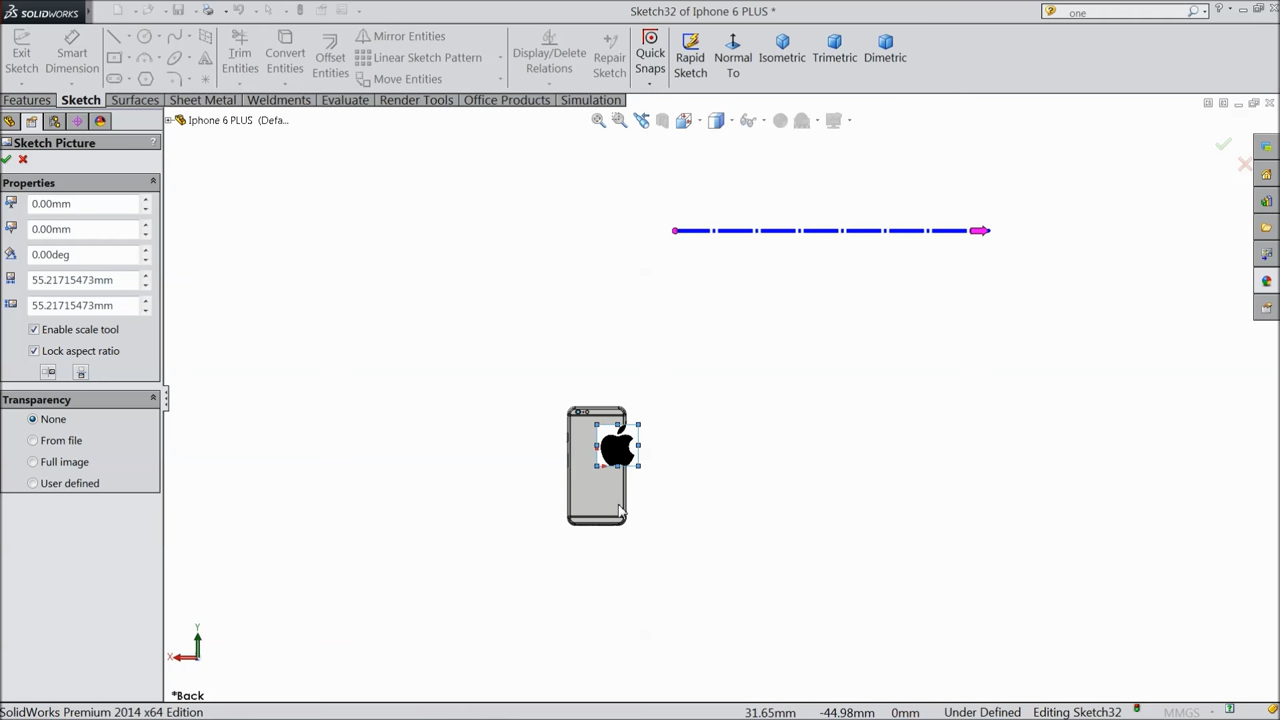 SOLIDWORKS
Sketch32 of Iphone 6 PLUS *
one
Exit Sketch
Smart Dimension
Trim Entities
Convert Entities
Offset Entities
Mirror Entities
Linear Sketch Pattern
Move Entities
Display/Delete Relations
Repair Sketch
Quick Snaps
Rapid Sketch
Normal To
Isometric
Trimetric
Dimetric
Features
Sketch
Surfaces
Sheet Metal
Weldments
Evaluate
Render Tools
Office Products
Simulation
Iphone 6 PLUS (Defa...
Sketch Picture
?
Properties
0.00mm
0.00mm
0.00deg
55.21715473mm
55.21715473mm
Enable scale tool
Lock aspect ratio
Transparency
None
From file
Full image
User defined
Y
X
*Back
SolidWorks Premium 2014 x64 Edition
31.65mm
-44.98mm
0mm
Under Defined
Editing Sketch32
MMGS